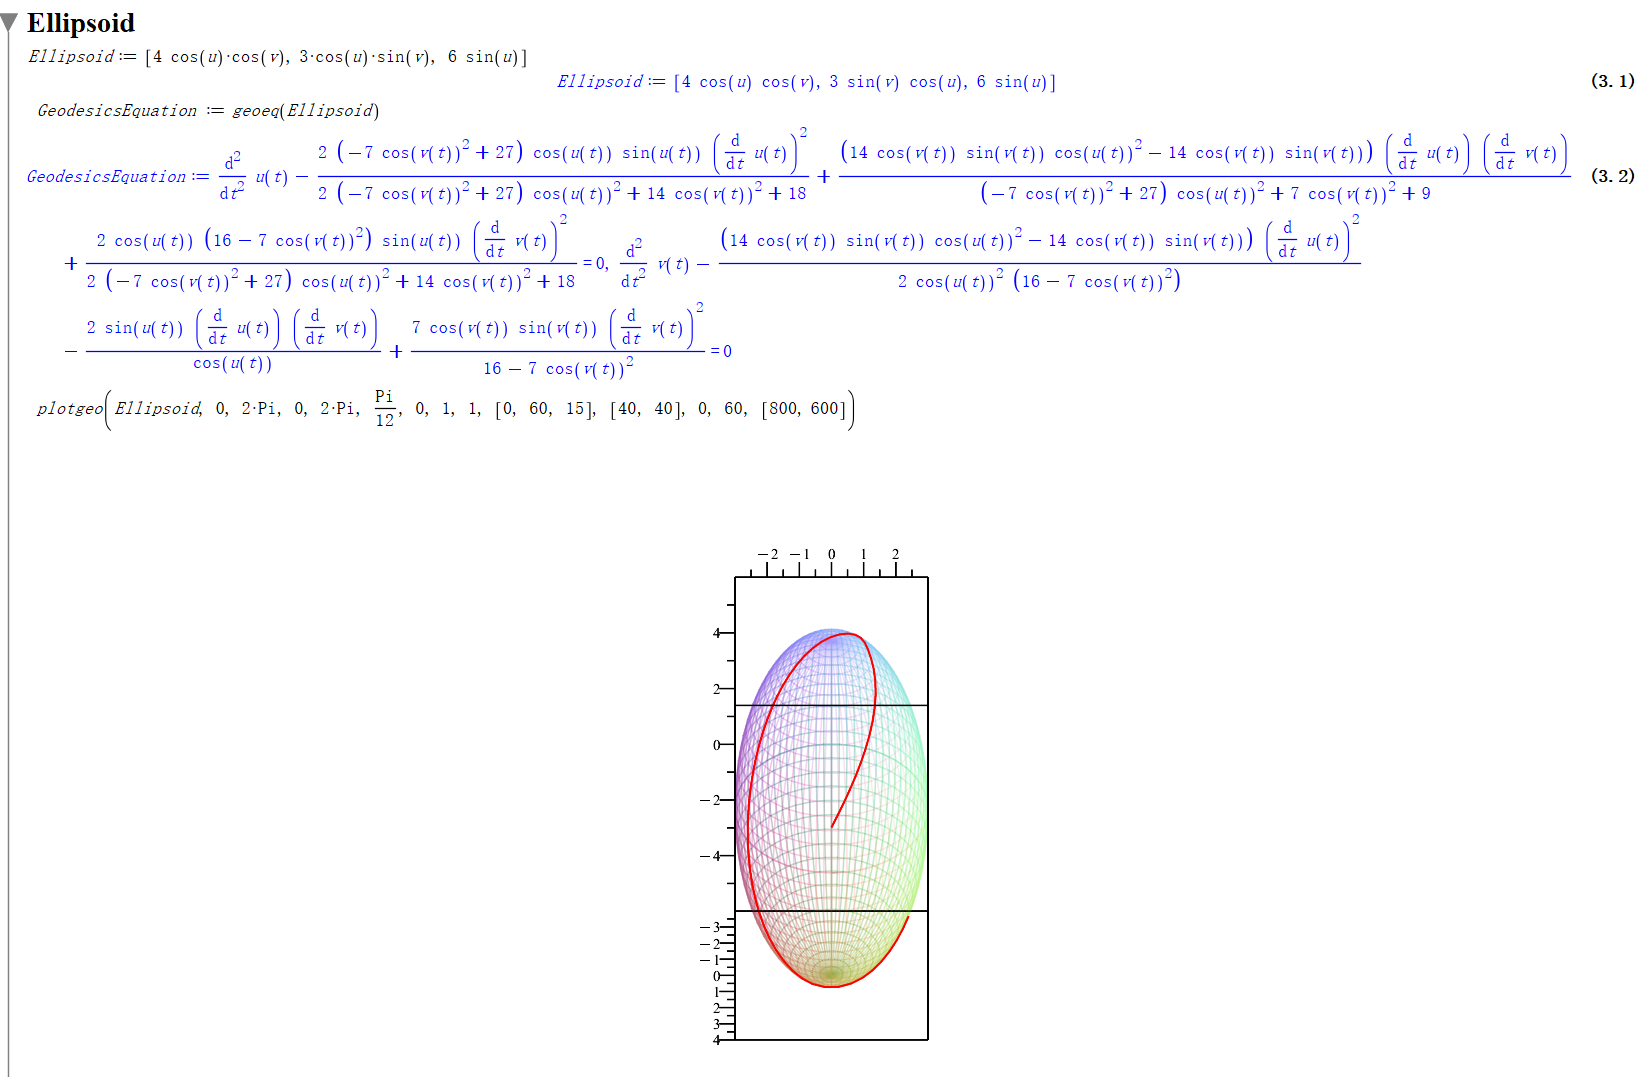 Ellipsoid
Ellipsoid := [4 cos(u)·cos(v), 3·cos(u)·sin(v), 6 sin(u)]
Ellipsoid := [4 cos(u) cos(v), 3 sin(v) cos(u), 6 sin(u)] (3.1)
GeodesicsEquation := geoeq(Ellipsoid)
GeodesicsEquation := d²/dt² u(t) − (2 (−7 cos(v(t))² + 27) cos(u(t)) sin(u(t)) (d/dt u(t))²)/(2 (−7 cos(v(t))² + 27) cos(u(t))² + 14 cos(v(t))² + 18) + ((14 cos(v(t)) sin(v(t)) cos(u(t))² − 14 cos(v(t)) sin(v(t))) (d/dt u(t)) (d/dt v(t)))/((−7 cos(v(t))² + 27) cos(u(t))² + 7 cos(v(t))² + 9) (3.2)
+ (2 cos(u(t)) (16 − 7 cos(v(t))²) sin(u(t)) (d/dt v(t))²)/(2 (−7 cos(v(t))² + 27) cos(u(t))² + 14 cos(v(t))² + 18) = 0, d²/dt² v(t) − ((14 cos(v(t)) sin(v(t)) cos(u(t))² − 14 cos(v(t)) sin(v(t))) (d/dt u(t))²)/(2 cos(u(t))² (16 − 7 cos(v(t))²))
− (2 sin(u(t)) (d/dt u(t)) (d/dt v(t)))/cos(u(t)) + (7 cos(v(t)) sin(v(t)) (d/dt v(t))²)/(16 − 7 cos(v(t))²) = 0
plotgeo(Ellipsoid, 0, 2·Pi, 0, 2·Pi, Pi/12, 0, 1, 1, [0, 60, 15], [40, 40], 0, 60, [800, 600])
−2 −1 0 1 2
4
2
0
−2
−4
−3
−2
−1
0
1
2
3
4